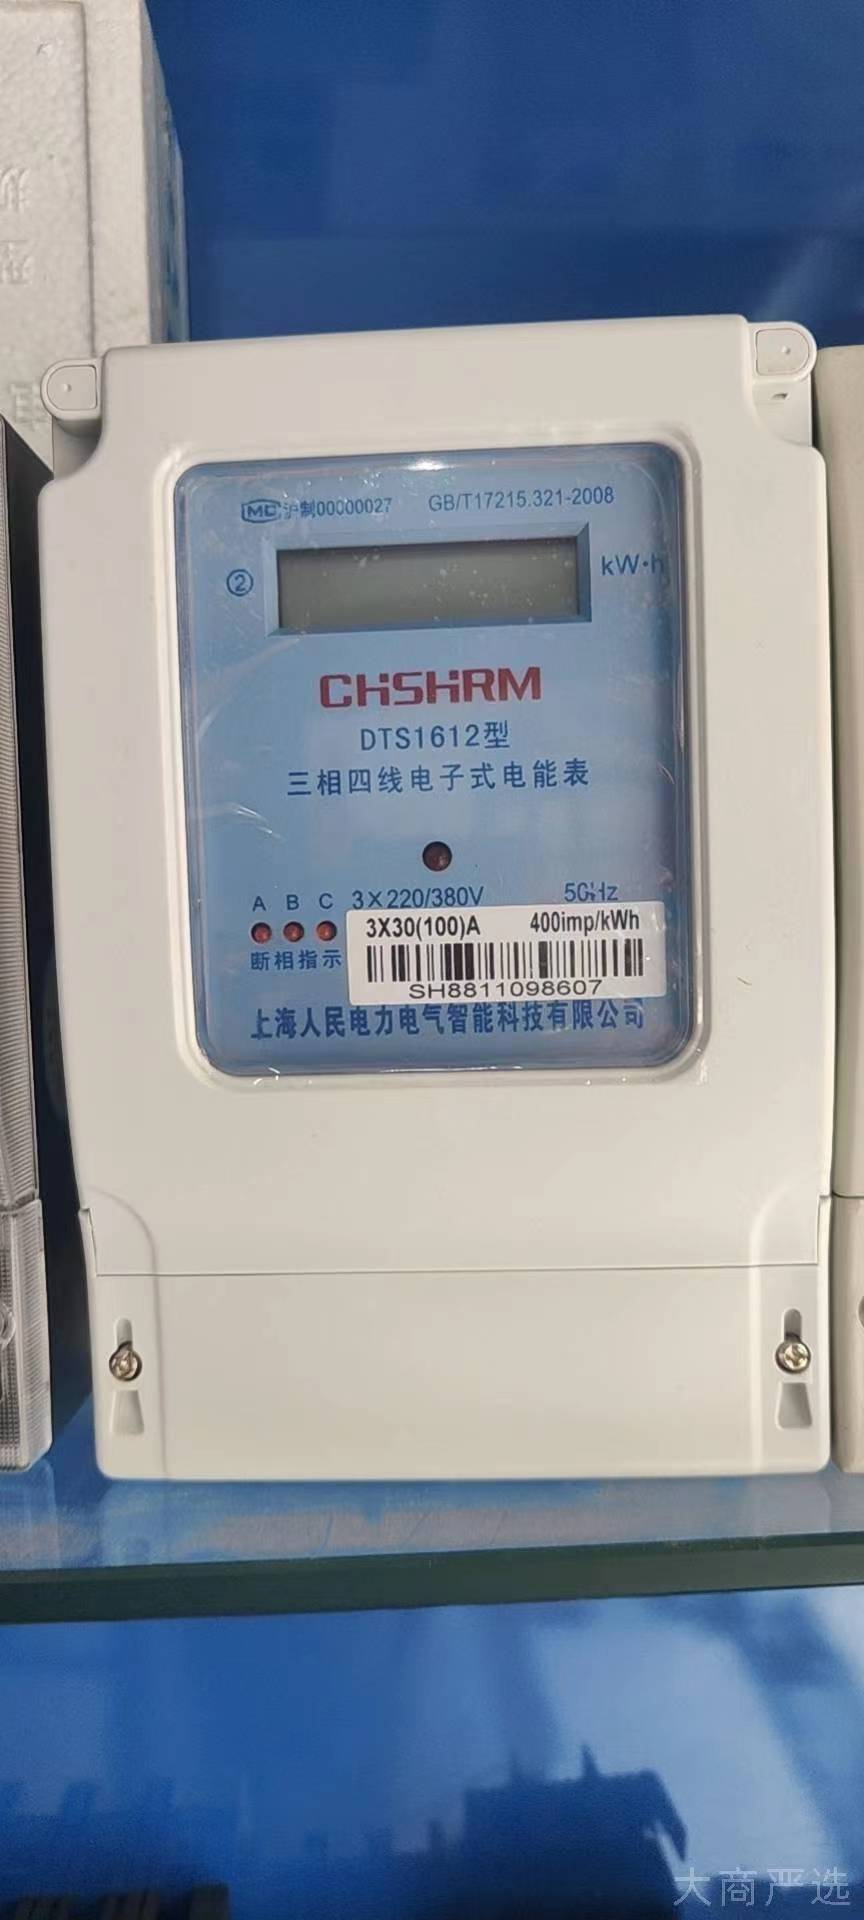 MC 沪制00000027 GB/T17215.321-2008
② kW·h
CHSHRM
DTS1612型
三相四线电子式电能表
A B C 3×220/380V 50Hz
3X30(100)A 400imp/kWh
断相指示
SH8811098607
上海人民电力电气智能科技有限公司
大商严选